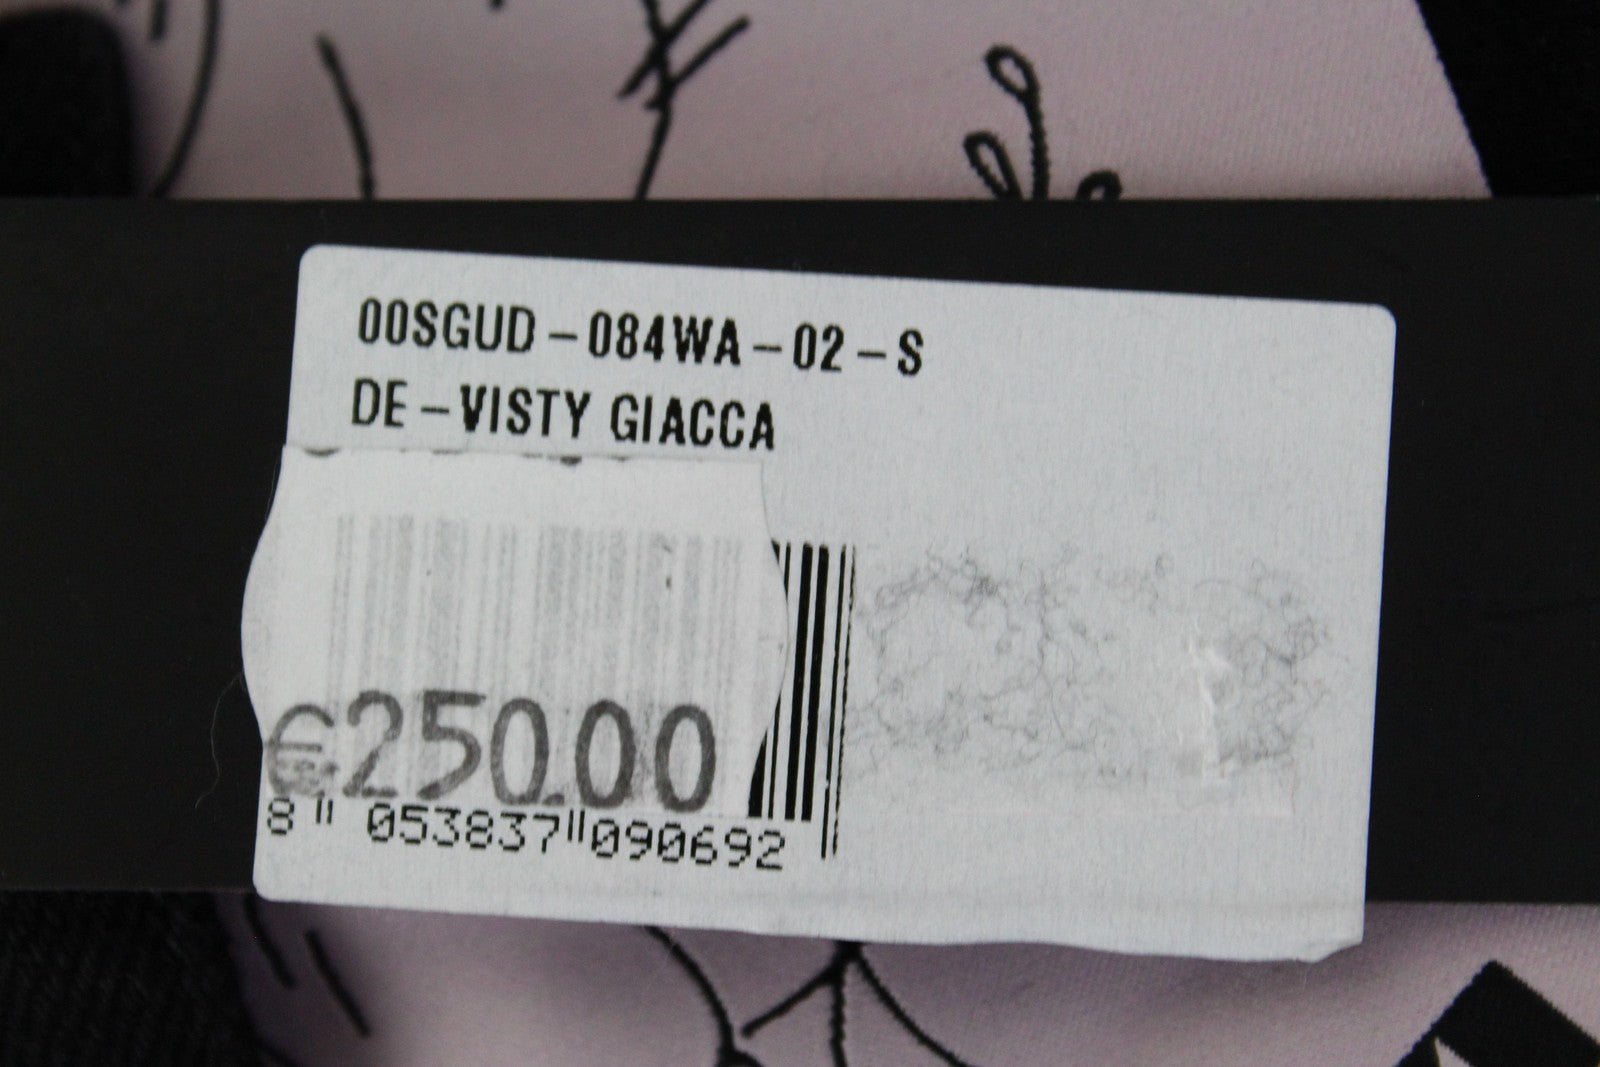 00SGUD-084WA-02-S
DE-VISTY GIACCA
€250.00
8 053837 090692